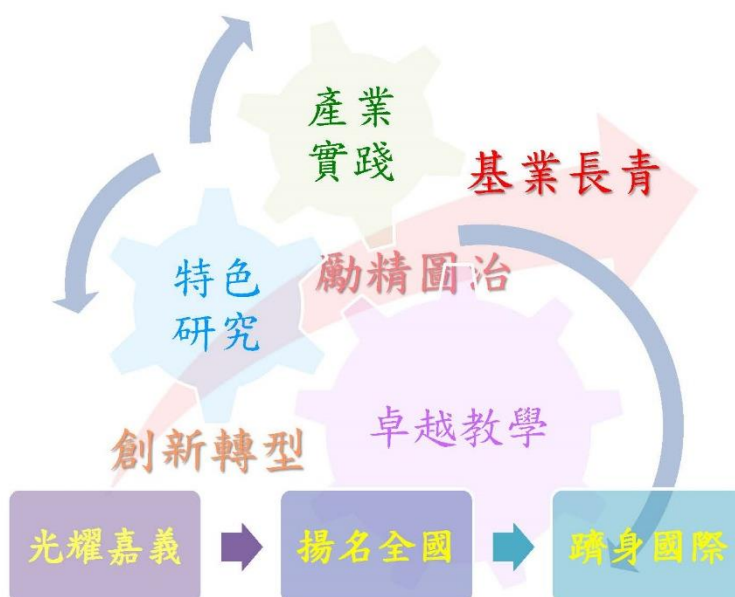 產業
實踐
基業長青
勵精圖治
特色
研究
卓越教學
創新轉型
光耀嘉義
揚名全國
躋身國際